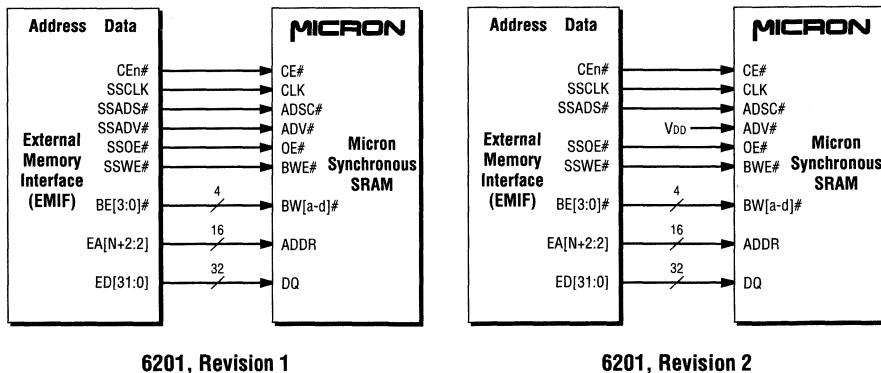 Address Data
MICRON
CEn#
CE#
SSCLK
CLK
SSADS#
ADSC#
SSADV#
ADV#
SSOE#
OE#
SSWE#
BWE#
External
Memory
Interface
(EMIF)
Micron
Synchronous
SRAM
BE[3:0]#
4
BW[a-d]#
EA[N+2:2]
16
ADDR
ED[31:0]
32
DQ
6201, Revision 1
Address Data
MICRON
CEn#
CE#
SSCLK
CLK
SSADS#
ADSC#
VDD
ADV#
SSOE#
OE#
SSWE#
BWE#
External
Memory
Interface
(EMIF)
Micron
Synchronous
SRAM
BE[3:0]#
4
BW[a-d]#
EA[N+2:2]
16
ADDR
ED[31:0]
32
DQ
6201, Revision 2